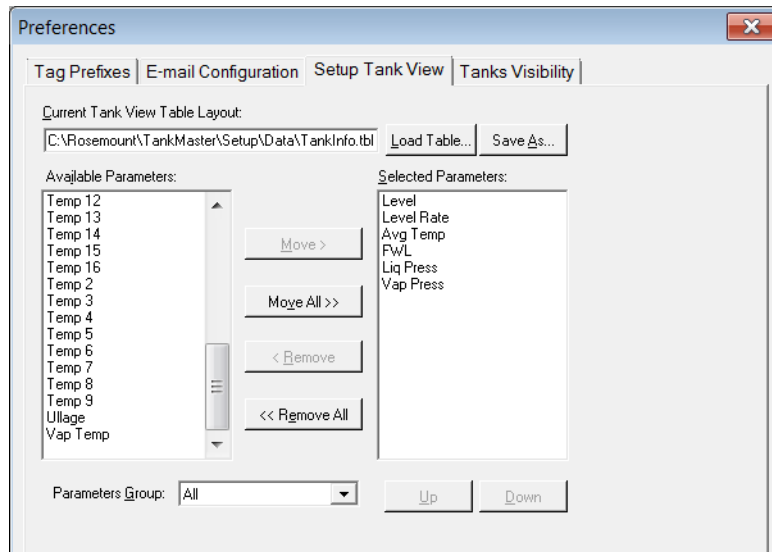 Preferences
Tag Prefixes E-mail Configuration Setup Tank View Tanks Visibility
Current Tank View Table Layout:
C:\Rosemount\TankMaster\Setup\Data\TankInfo.tbl Load Table... Save As...
Available Parameters:
Temp 12
Temp 13
Temp 14
Temp 15
Temp 16
Temp 2
Temp 3
Temp 4
Temp 5
Temp 6
Temp 7
Temp 8
Temp 9
Ullage
Vap Temp
Move >
Move All >>
< Remove
<< Remove All
Selected Parameters:
Level
Level Rate
Avg Temp
FWL
Liq Press
Vap Press
Parameters Group: All
Up Down